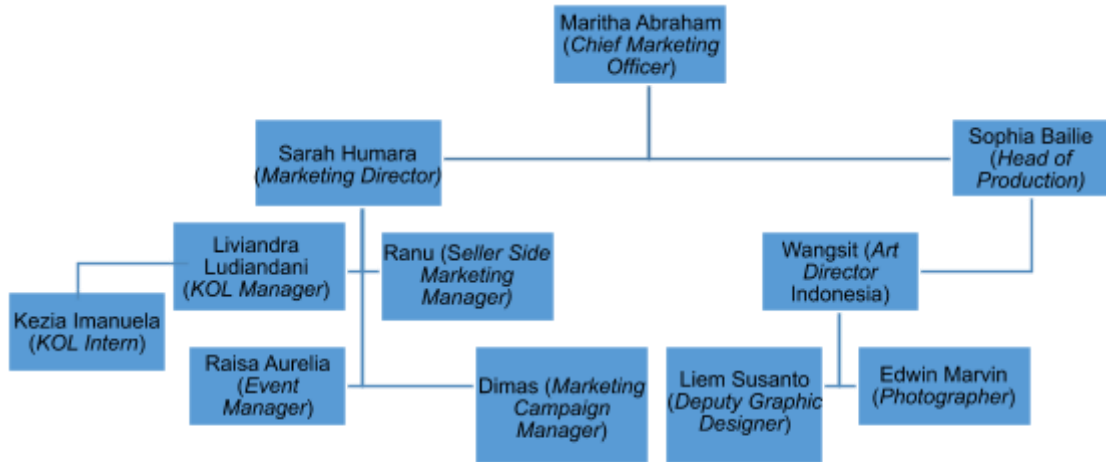 Maritha Abraham
(Chief Marketing
Officer)
Sarah Humara
(Marketing Director)
Sophia Bailie
(Head of
Production)
Liviandra
Ludiandani
(KOL Manager)
Ranu (Seller Side
Marketing
Manager)
Wangsit (Art
Director
Indonesia)
Kezia Imanuela
(KOL Intern)
Raisa Aurelia
(Event
Manager)
Dimas (Marketing
Campaign
Manager)
Liem Susanto
(Deputy Graphic
Designer)
Edwin Marvin
(Photographer)